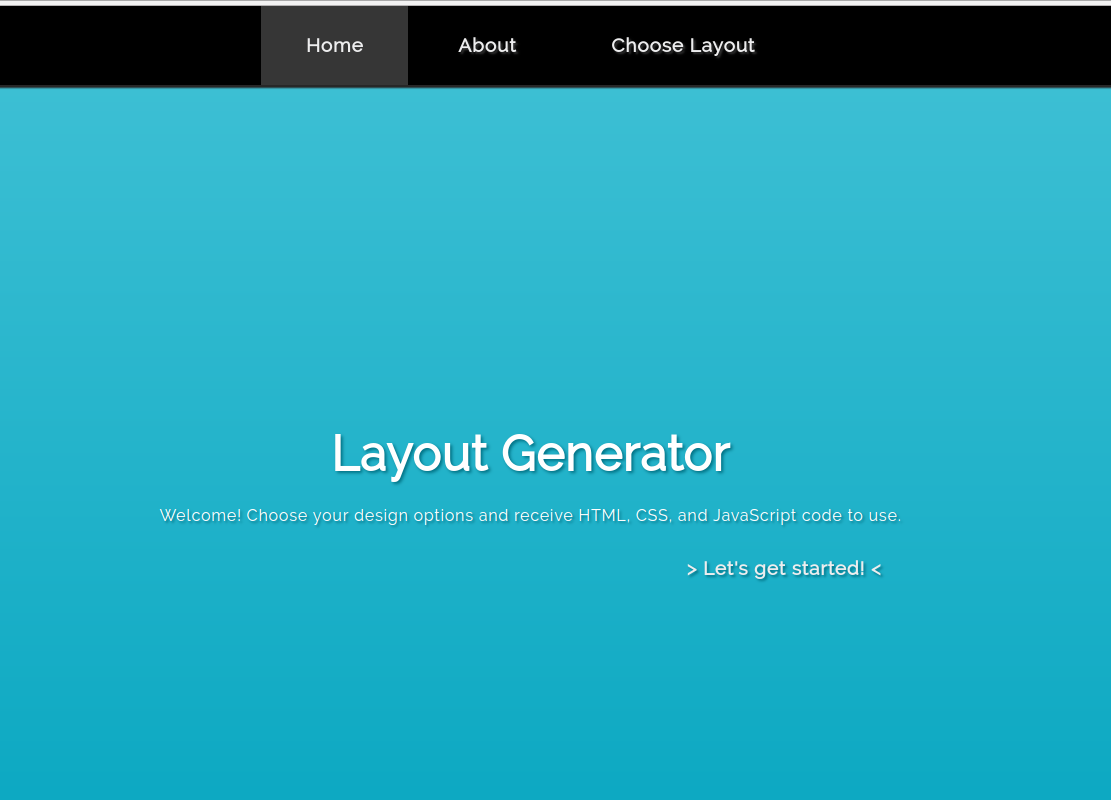 Home About Choose Layout
Layout Generator
Welcome! Choose your design options and receive HTML, CSS, and JavaScript code to use.
> Let's get started! <